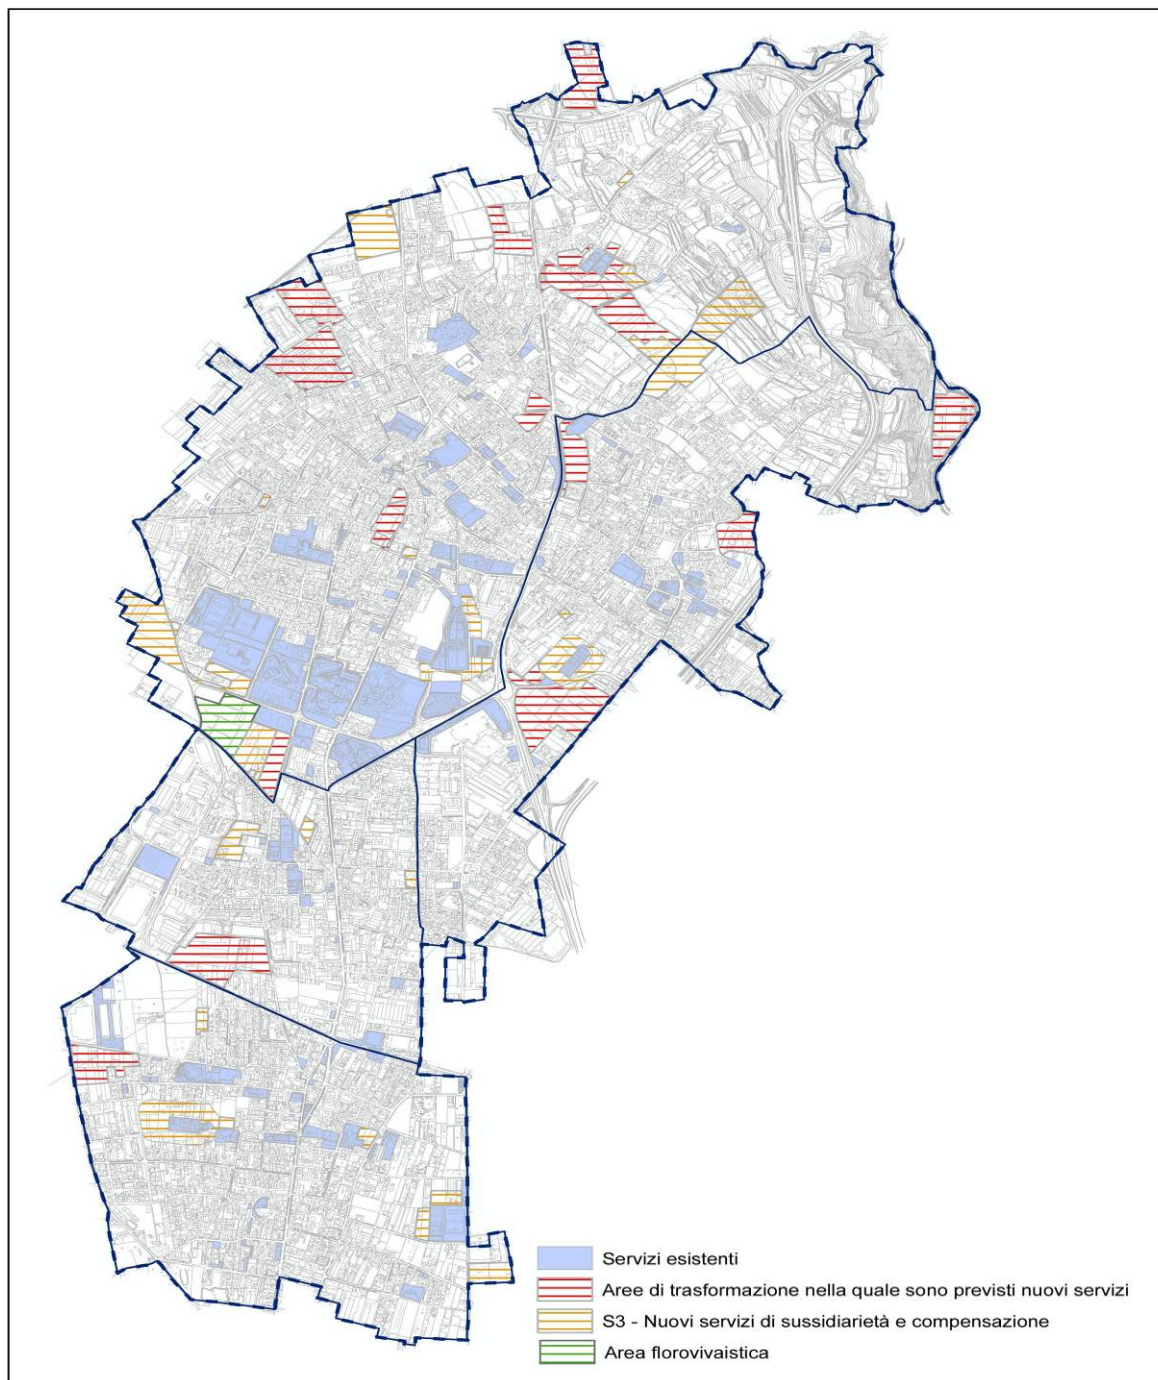 Servizi esistenti
Aree di trasformazione nella quale sono previsti nuovi servizi
S3 - Nuovi servizi di sussidiarietà e compensazione
Area florovivaistica